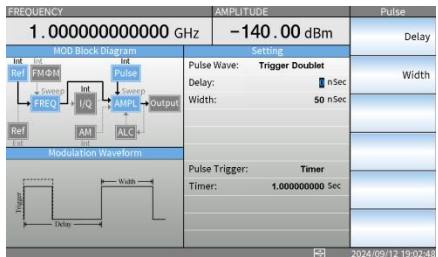 FREQUENCY
AMPLITUDE
Pulse
1.000000000000 GHz
-140.00 dBm
Delay
MOD Block Diagram
Setting
Int Int Int
Ref FMΦM Pulse
Sweep Int Sweep
FREQ I/Q AMPL Output
Ref AM ALC
Ext Int
Pulse Wave: Trigger Doublet
Delay: nSec
Width: 50 nSec
Width
Modulation Waveform
Trigger
Width
Delay
Pulse Trigger: Timer
Timer: 1.000000000 Sec
2024/09/12 19:02:48